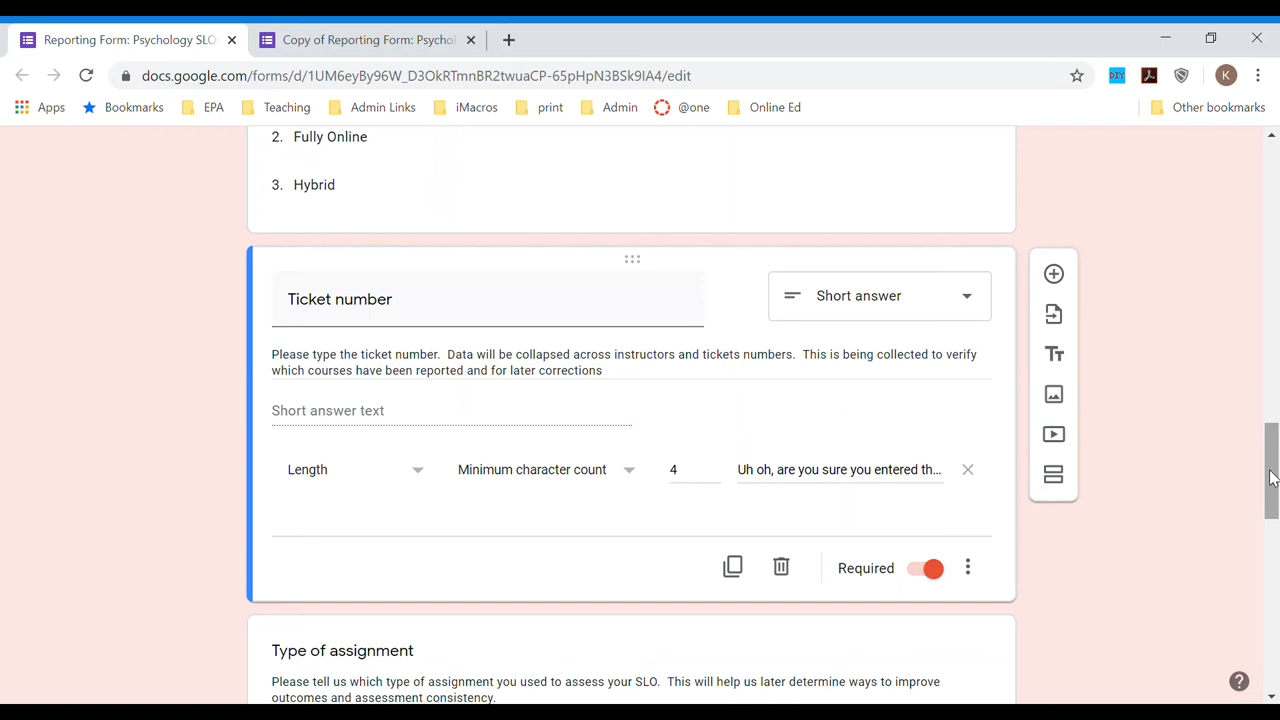 Reporting Form: Psychology SLO
Copy of Reporting Form: Psycho
docs.google.com/forms/d/1UM6eyBy96W_D3OkRTmnBR2twuaCP-65pHpN3BSk9IA4/edit
K
Apps
Bookmarks
EPA
Teaching
Admin Links
iMacros
print
Admin
@one
Online Ed
Other bookmarks
2. Fully Online
3. Hybrid
Ticket number
Short answer
Please type the ticket number. Data will be collapsed across instructors and tickets numbers. This is being collected to verify
which courses have been reported and for later corrections
Short answer text
Length
Minimum character count
4
Uh oh, are you sure you entered th...
Required
Type of assignment
Please tell us which type of assignment you used to assess your SLO. This will help us later determine ways to improve
outcomes and assessment consistency.